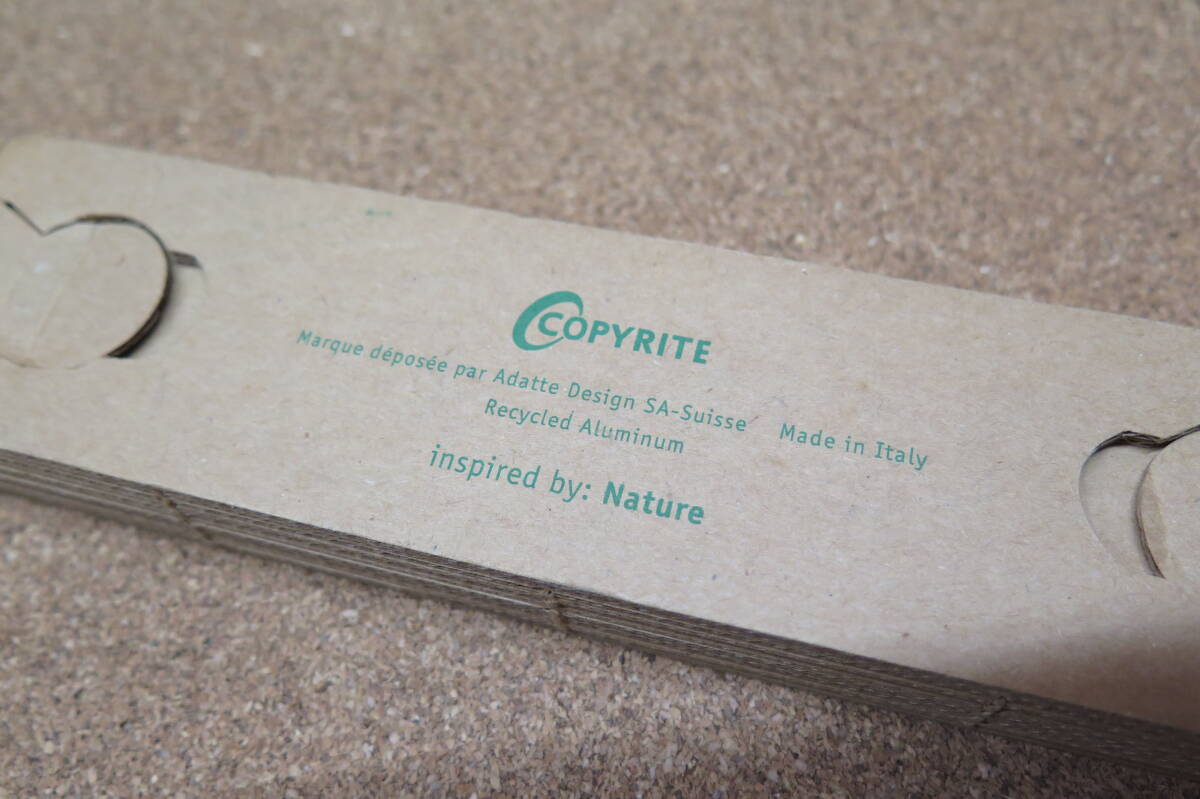 COPYRITE
Marque déposée par Adatte Design SA-Suisse Made in Italy
Recycled Aluminum
inspired by: Nature